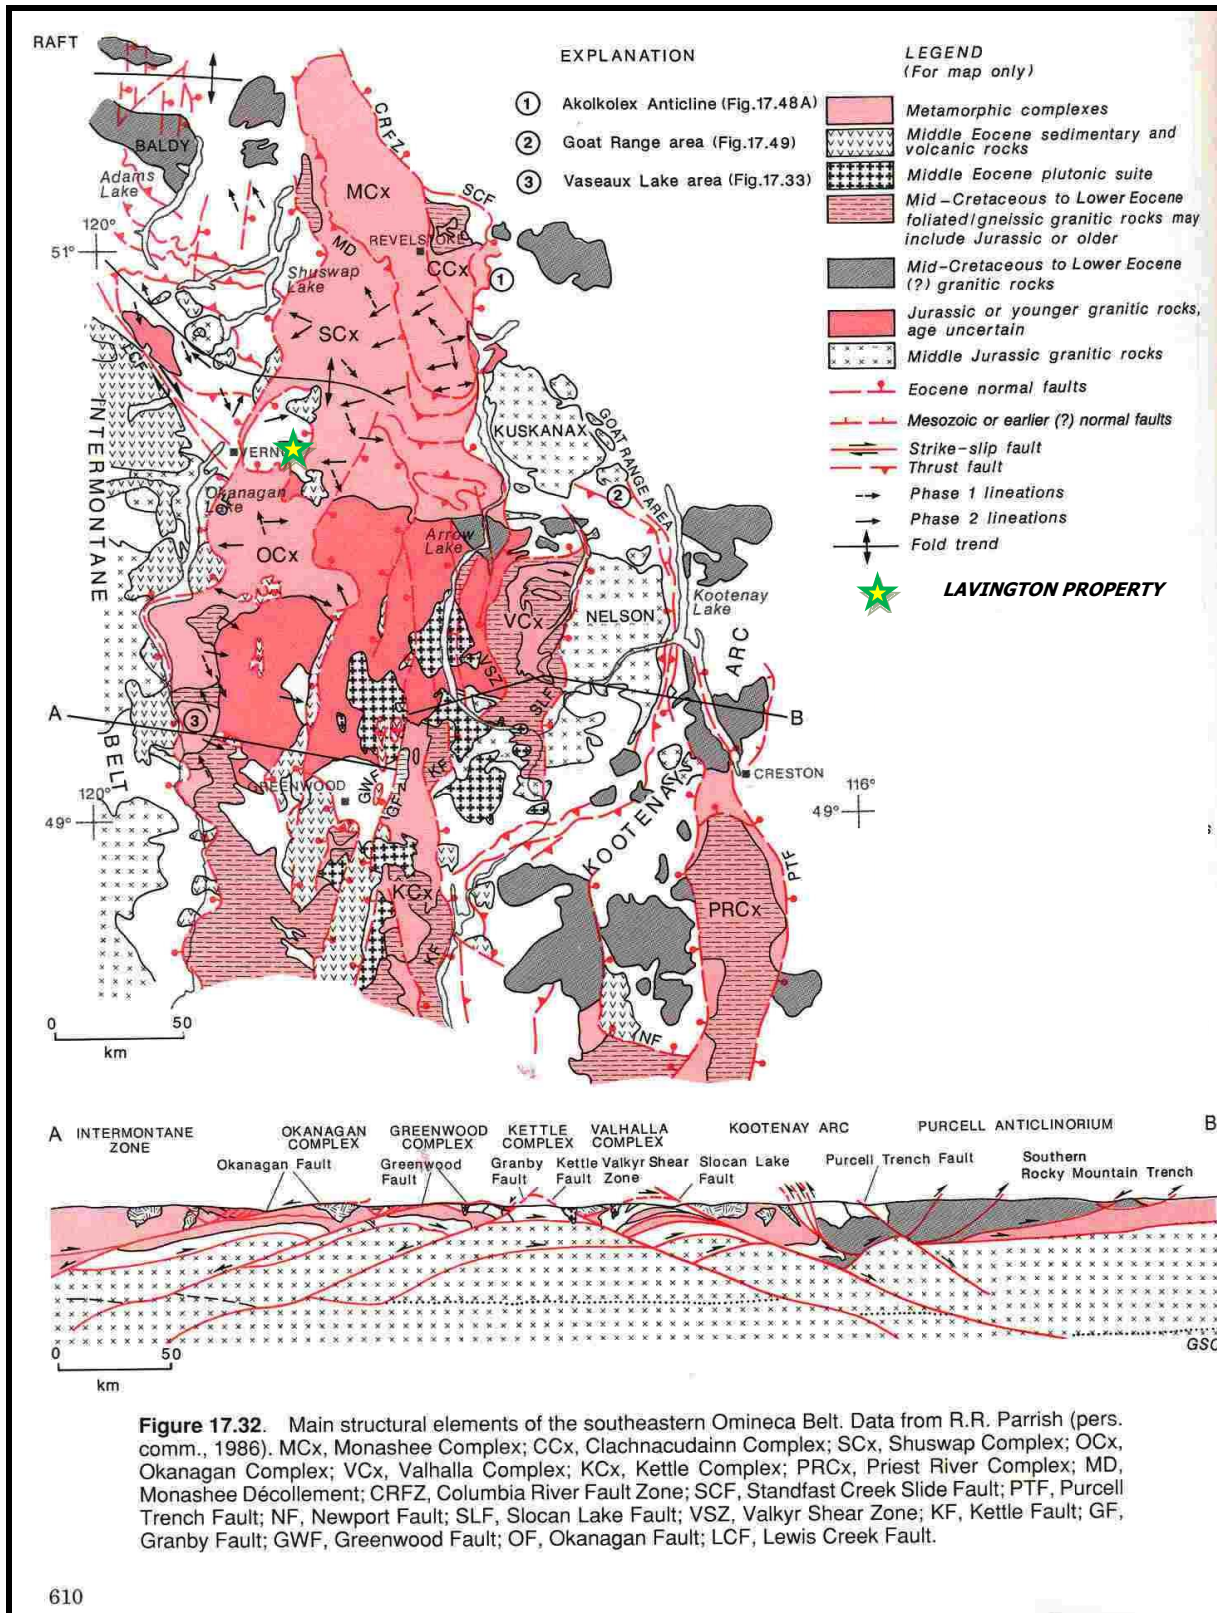 RAFT
EXPLANATION
1 Akolkolex Anticline (Fig.17.48A)
2 Goat Range area (Fig.17.49)
3 Vaseaux Lake area (Fig.17.33)
LEGEND
(For map only)
Metamorphic complexes
Middle Eocene sedimentary and
volcanic rocks
Middle Eocene plutonic suite
Mid-Cretaceous to Lower Eocene
foliated/gneissic granitic rocks may
include Jurassic or older
Mid-Cretaceous to Lower Eocene
(?) granitic rocks
Jurassic or younger granitic rocks,
age uncertain
Middle Jurassic granitic rocks
Eocene normal faults
Mesozoic or earlier (?) normal faults
Strike-slip fault
Thrust fault
Phase 1 lineations
Phase 2 lineations
Fold trend
LAVINGTON PROPERTY
BALDY
Adams
Lake
120°
51°
CRFZ
MCx
SCF
REVELSTOKE
MD
CCx
1
Shuswap
Lake
SCx
LCF
INTERMONTANE
BELT
KUSKANAX
GOAT RANGE AREA
2
VERNON
Okanagan
Lake
OF
OCx
Arrow
Lake
VCx
NELSON
Kootenay
Lake
VSZ
SLF
KOOTENAY
ARC
A
3
B
GREENWOOD
GWF
GF
KF
CRESTON
120°
49°
116°
49°
PTF
KCx
KF
PRCx
NF
0 50
km
A
B
INTERMONTANE
ZONE
OKANAGAN
COMPLEX
GREENWOOD
COMPLEX
KETTLE
COMPLEX
VALHALLA
COMPLEX
KOOTENAY ARC
PURCELL ANTICLINORIUM
Okanagan Fault
Greenwood
Fault
Granby
Fault
Kettle
Fault
Valkyr Shear
Zone
Slocan Lake
Fault
Purcell Trench Fault
Southern
Rocky Mountain Trench
0 50
km
GSC
Figure 17.32. Main structural elements of the southeastern Omineca Belt. Data from R.R. Parrish (pers.
comm., 1986). MCx, Monashee Complex; CCx, Clachnacudainn Complex; SCx, Shuswap Complex; OCx,
Okanagan Complex; VCx, Valhalla Complex; KCx, Kettle Complex; PRCx, Priest River Complex; MD,
Monashee Décollement; CRFZ, Columbia River Fault Zone; SCF, Standfast Creek Slide Fault; PTF, Purcell
Trench Fault; NF, Newport Fault; SLF, Slocan Lake Fault; VSZ, Valkyr Shear Zone; KF, Kettle Fault; GF,
Granby Fault; GWF, Greenwood Fault; OF, Okanagan Fault; LCF, Lewis Creek Fault.
610